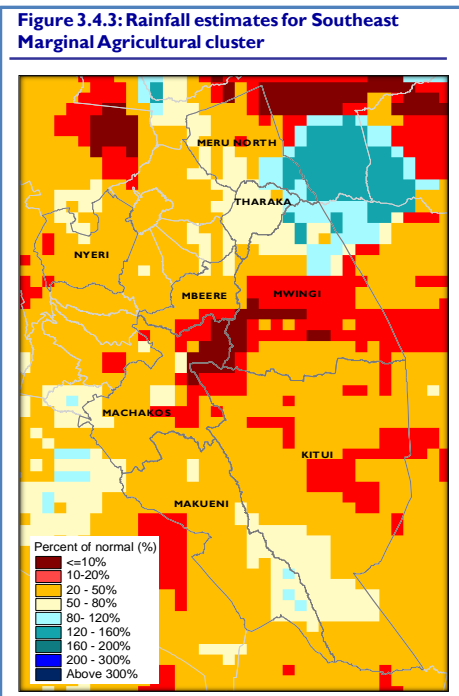 Figure 3.4.3: Rainfall estimates for Southeast
Marginal Agricultural cluster
MERU NORTH
THARAKA
NYERI
MBEERE
MWINGI
MACHAKOS
KITUI
MAKUENI
Percent of normal (%)
<=10%
10-20%
20 - 50%
50 - 80%
80- 120%
120 - 160%
160 - 200%
200 - 300%
Above 300%